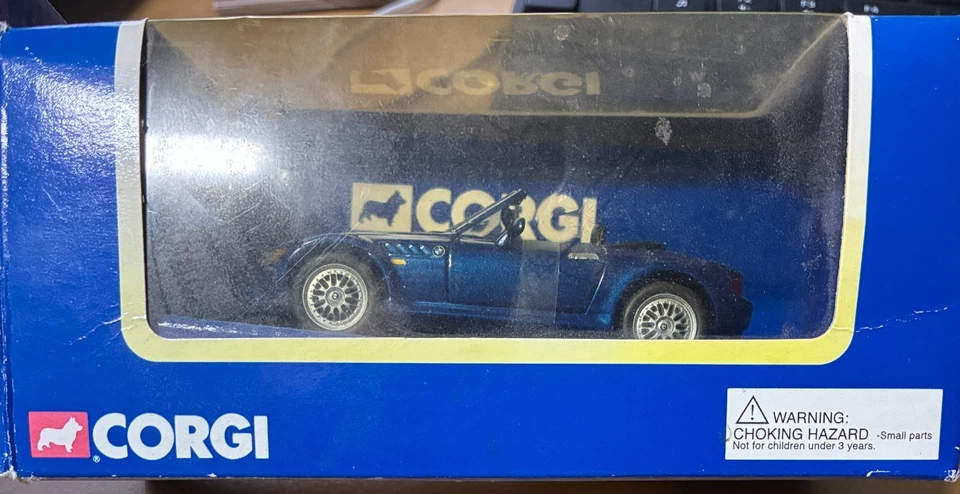 CORGI
CORGI
CORGI
WARNING:
CHOKING HAZARD -Small parts
Not for children under 3 years.